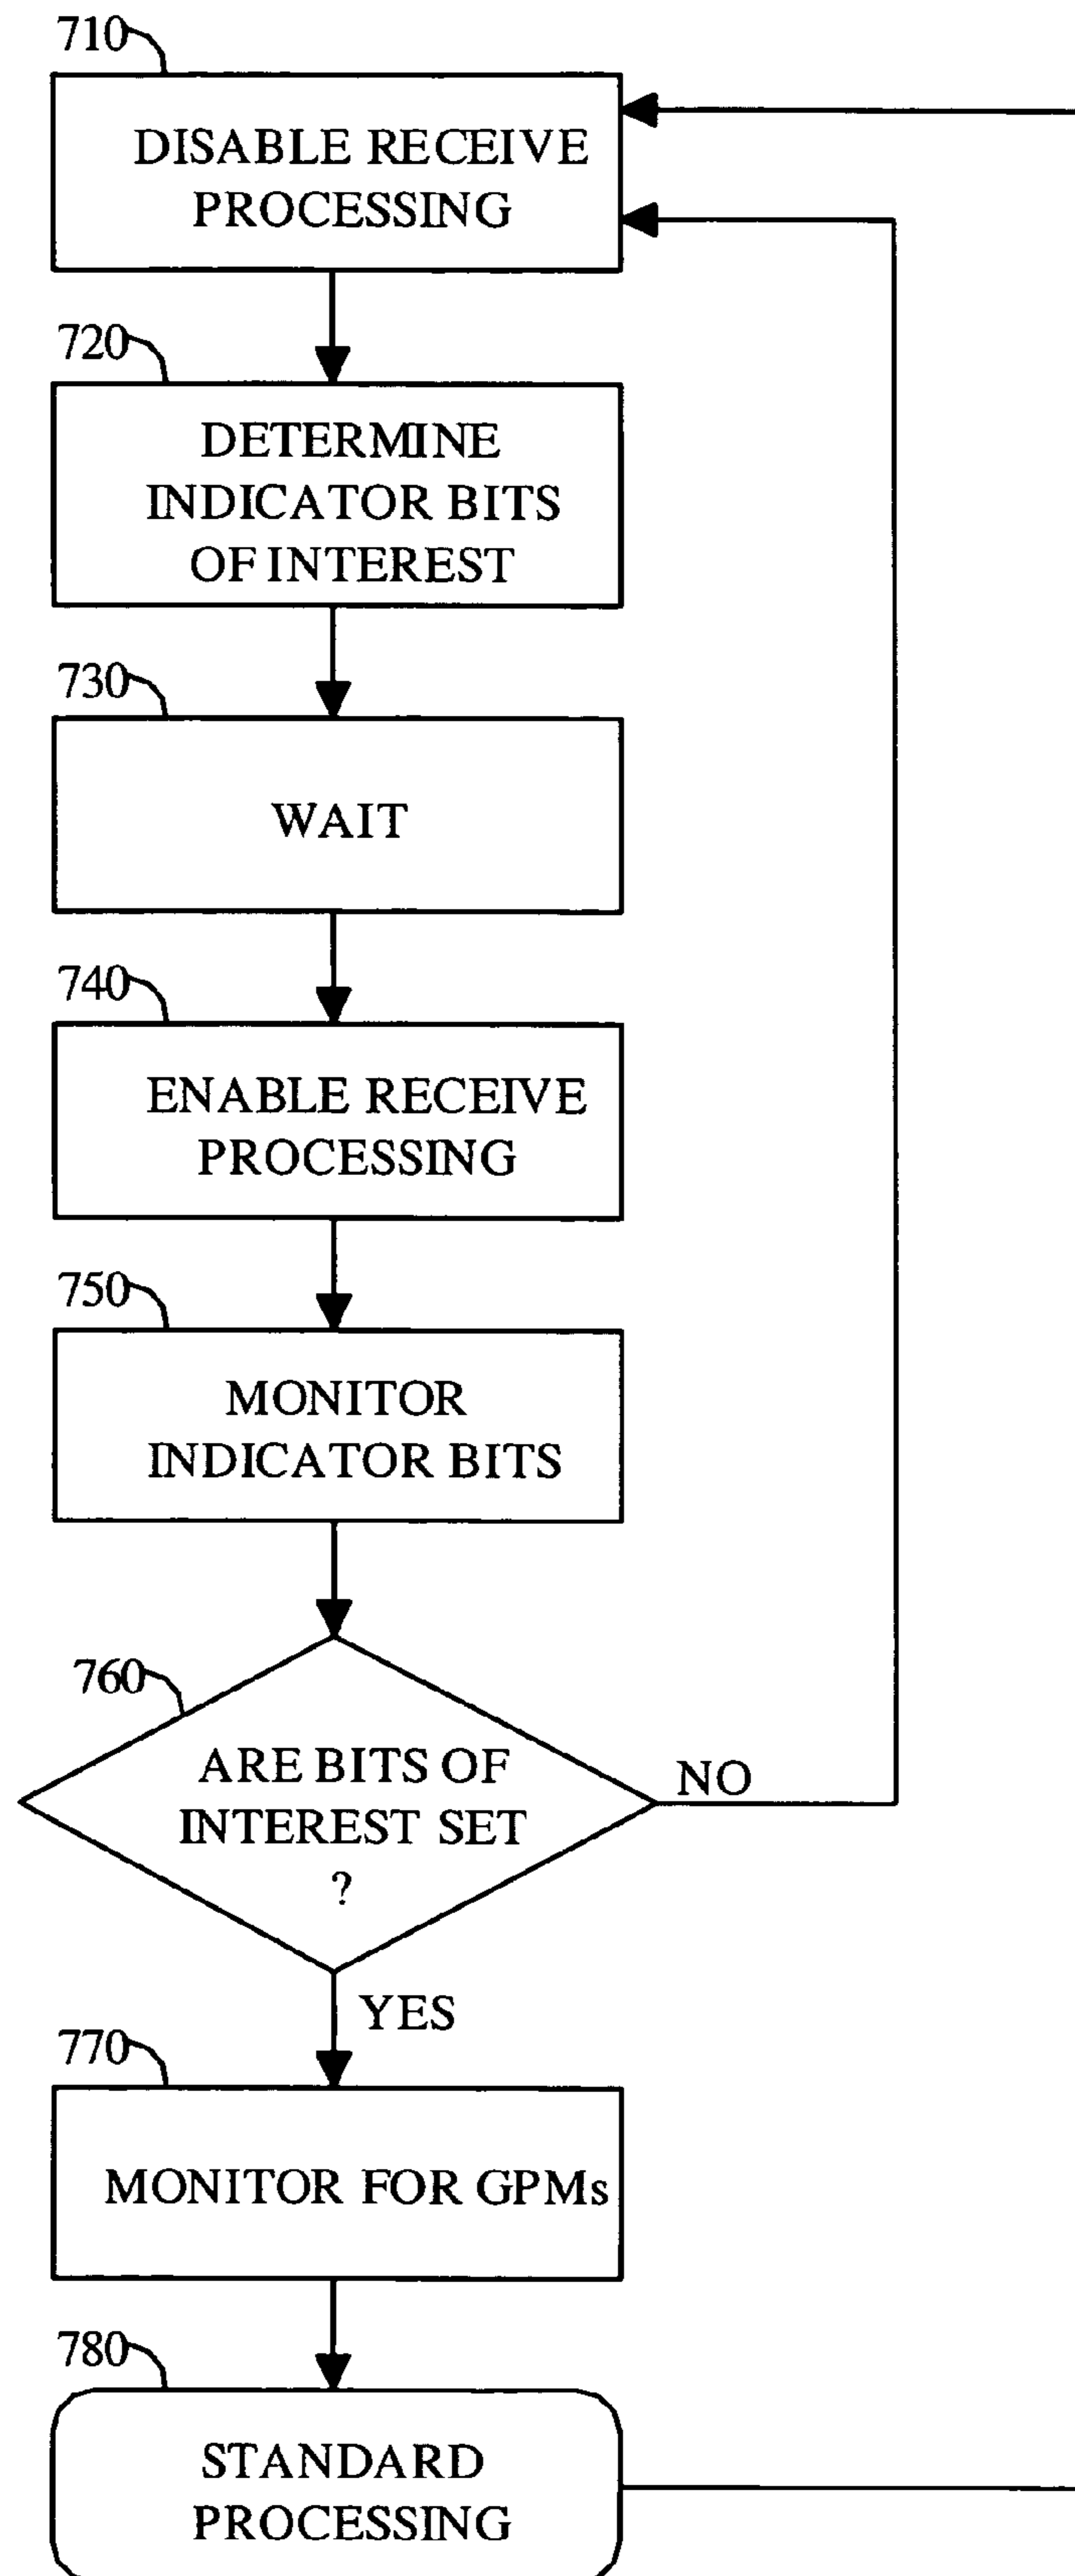 710
DISABLE RECEIVE
PROCESSING
720
DETERMINE
INDICATOR BITS
OF INTEREST
730
WAIT
740
ENABLE RECEIVE
PROCESSING
750
MONITOR
INDICATOR BITS
760
ARE BITS OF
INTEREST SET
?
NO
YES
770
MONITOR FOR GPMs
780
STANDARD
PROCESSING